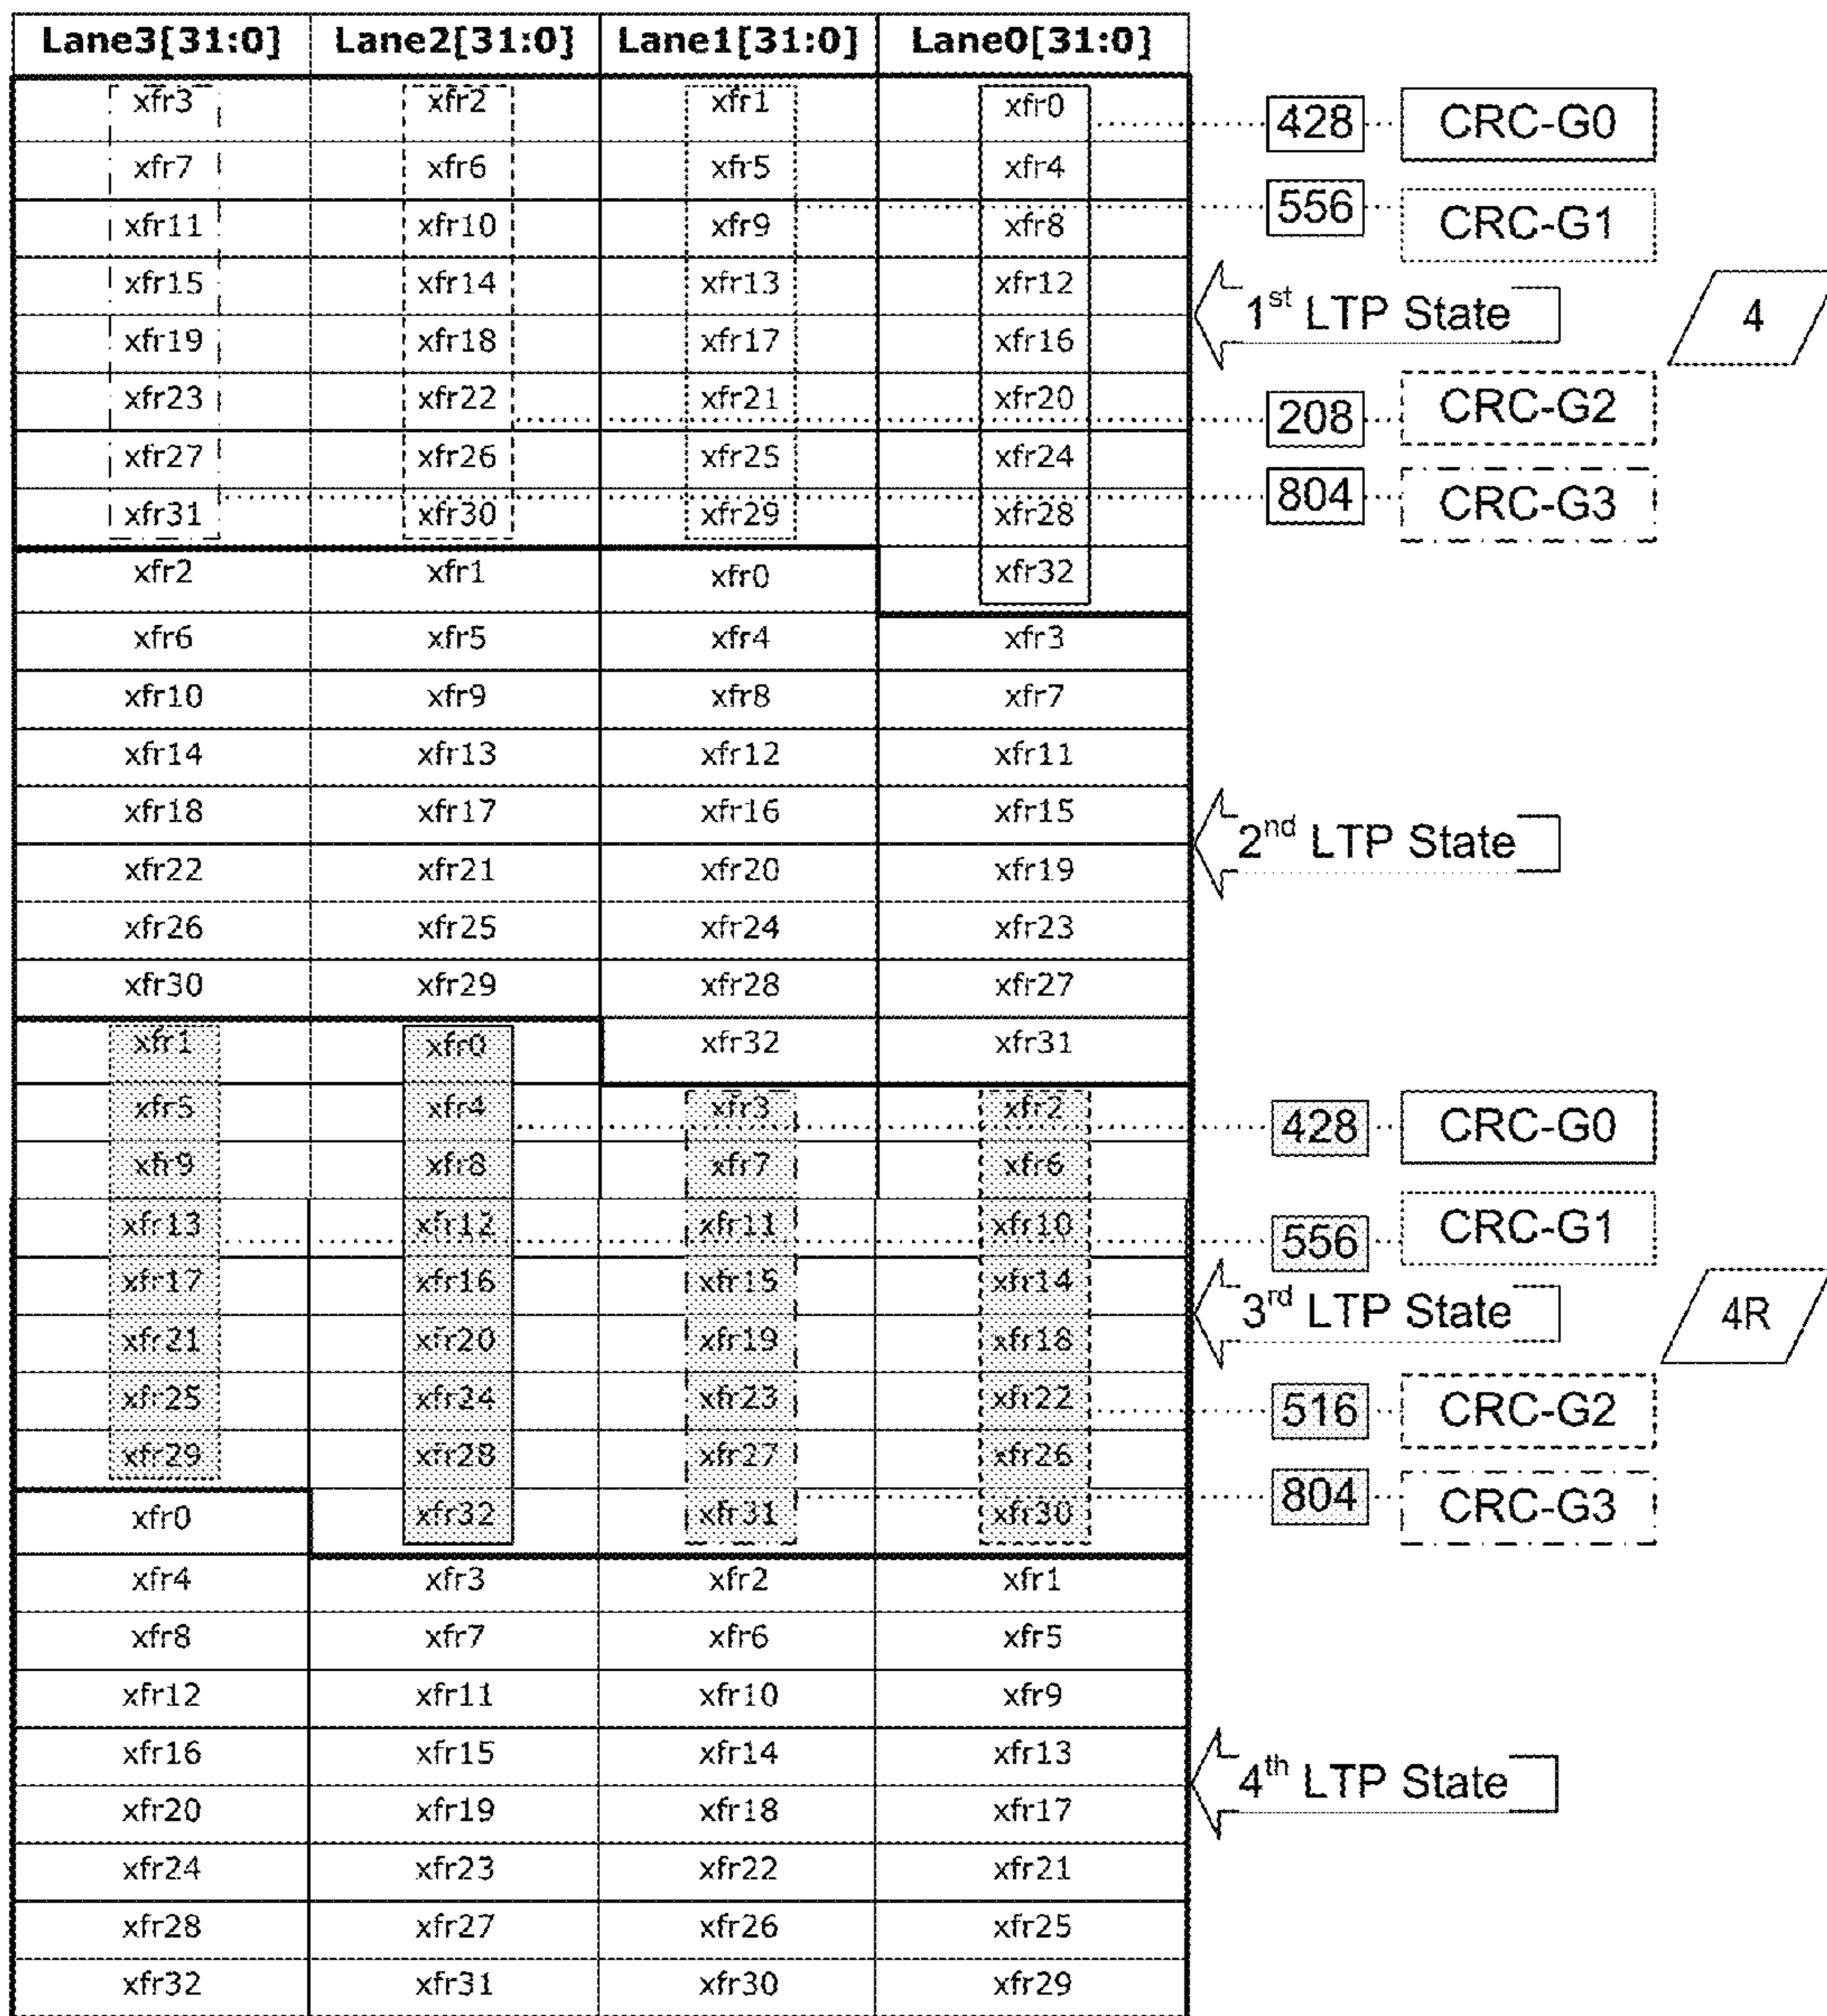 Lane3[31:0] Lane2[31:0] Lane1[31:0] Lane0[31:0]
xfr3 xfr2 xfr1 xfr0 428 CRC-G0
xfr7 xfr6 xfr5 xfr4
xfr11 xfr10 xfr9 xfr8 556 CRC-G1
xfr15 xfr14 xfr13 xfr12 1st LTP State 4
xfr19 xfr18 xfr17 xfr16
xfr23 xfr22 xfr21 xfr20 208 CRC-G2
xfr27 xfr26 xfr25 xfr24
xfr31 xfr30 xfr29 xfr28 804 CRC-G3
xfr2 xfr1 xfr0 xfr32
xfr6 xfr5 xfr4 xfr3
xfr10 xfr9 xfr8 xfr7
xfr14 xfr13 xfr12 xfr11
xfr18 xfr17 xfr16 xfr15 2nd LTP State
xfr22 xfr21 xfr20 xfr19
xfr26 xfr25 xfr24 xfr23
xfr30 xfr29 xfr28 xfr27
xfr1 xfr0 xfr32 xfr31
xfr5 xfr4 xfr3 xfr2 428 CRC-G0
xfr9 xfr8 xfr7 xfr6
xfr13 xfr12 xfr11 xfr10 556 CRC-G1
xfr17 xfr16 xfr15 xfr14 3rd LTP State 4R
xfr21 xfr20 xfr19 xfr18
xfr25 xfr24 xfr23 xfr22 516 CRC-G2
xfr29 xfr28 xfr27 xfr26
xfr0 xfr32 xfr31 xfr30 804 CRC-G3
xfr4 xfr3 xfr2 xfr1
xfr8 xfr7 xfr6 xfr5
xfr12 xfr11 xfr10 xfr9
xfr16 xfr15 xfr14 xfr13 4th LTP State
xfr20 xfr19 xfr18 xfr17
xfr24 xfr23 xfr22 xfr21
xfr28 xfr27 xfr26 xfr25
xfr32 xfr31 xfr30 xfr29